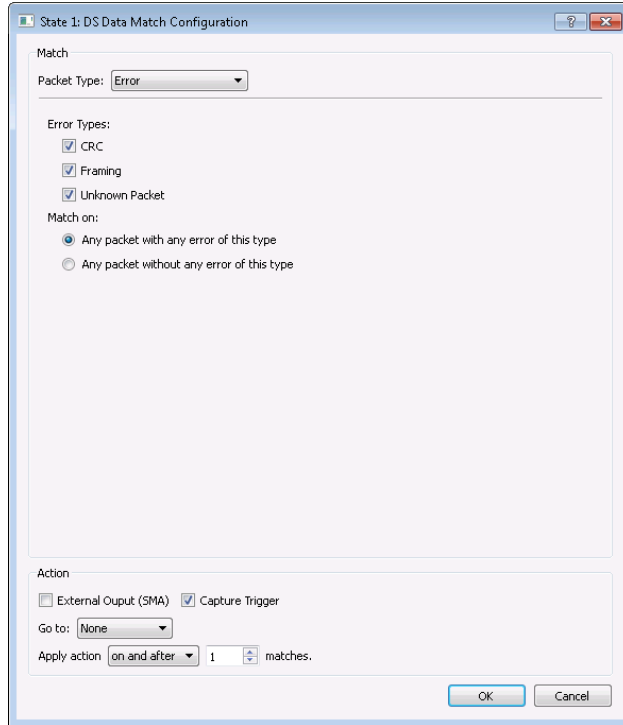 State 1: DS Data Match Configuration
Match
Packet Type: Error
Error Types:
CRC
Framing
Unknown Packet
Match on:
Any packet with any error of this type
Any packet without any error of this type
Action
External Ouput (SMA) Capture Trigger
Go to: None
Apply action on and after 1 matches.
OK Cancel